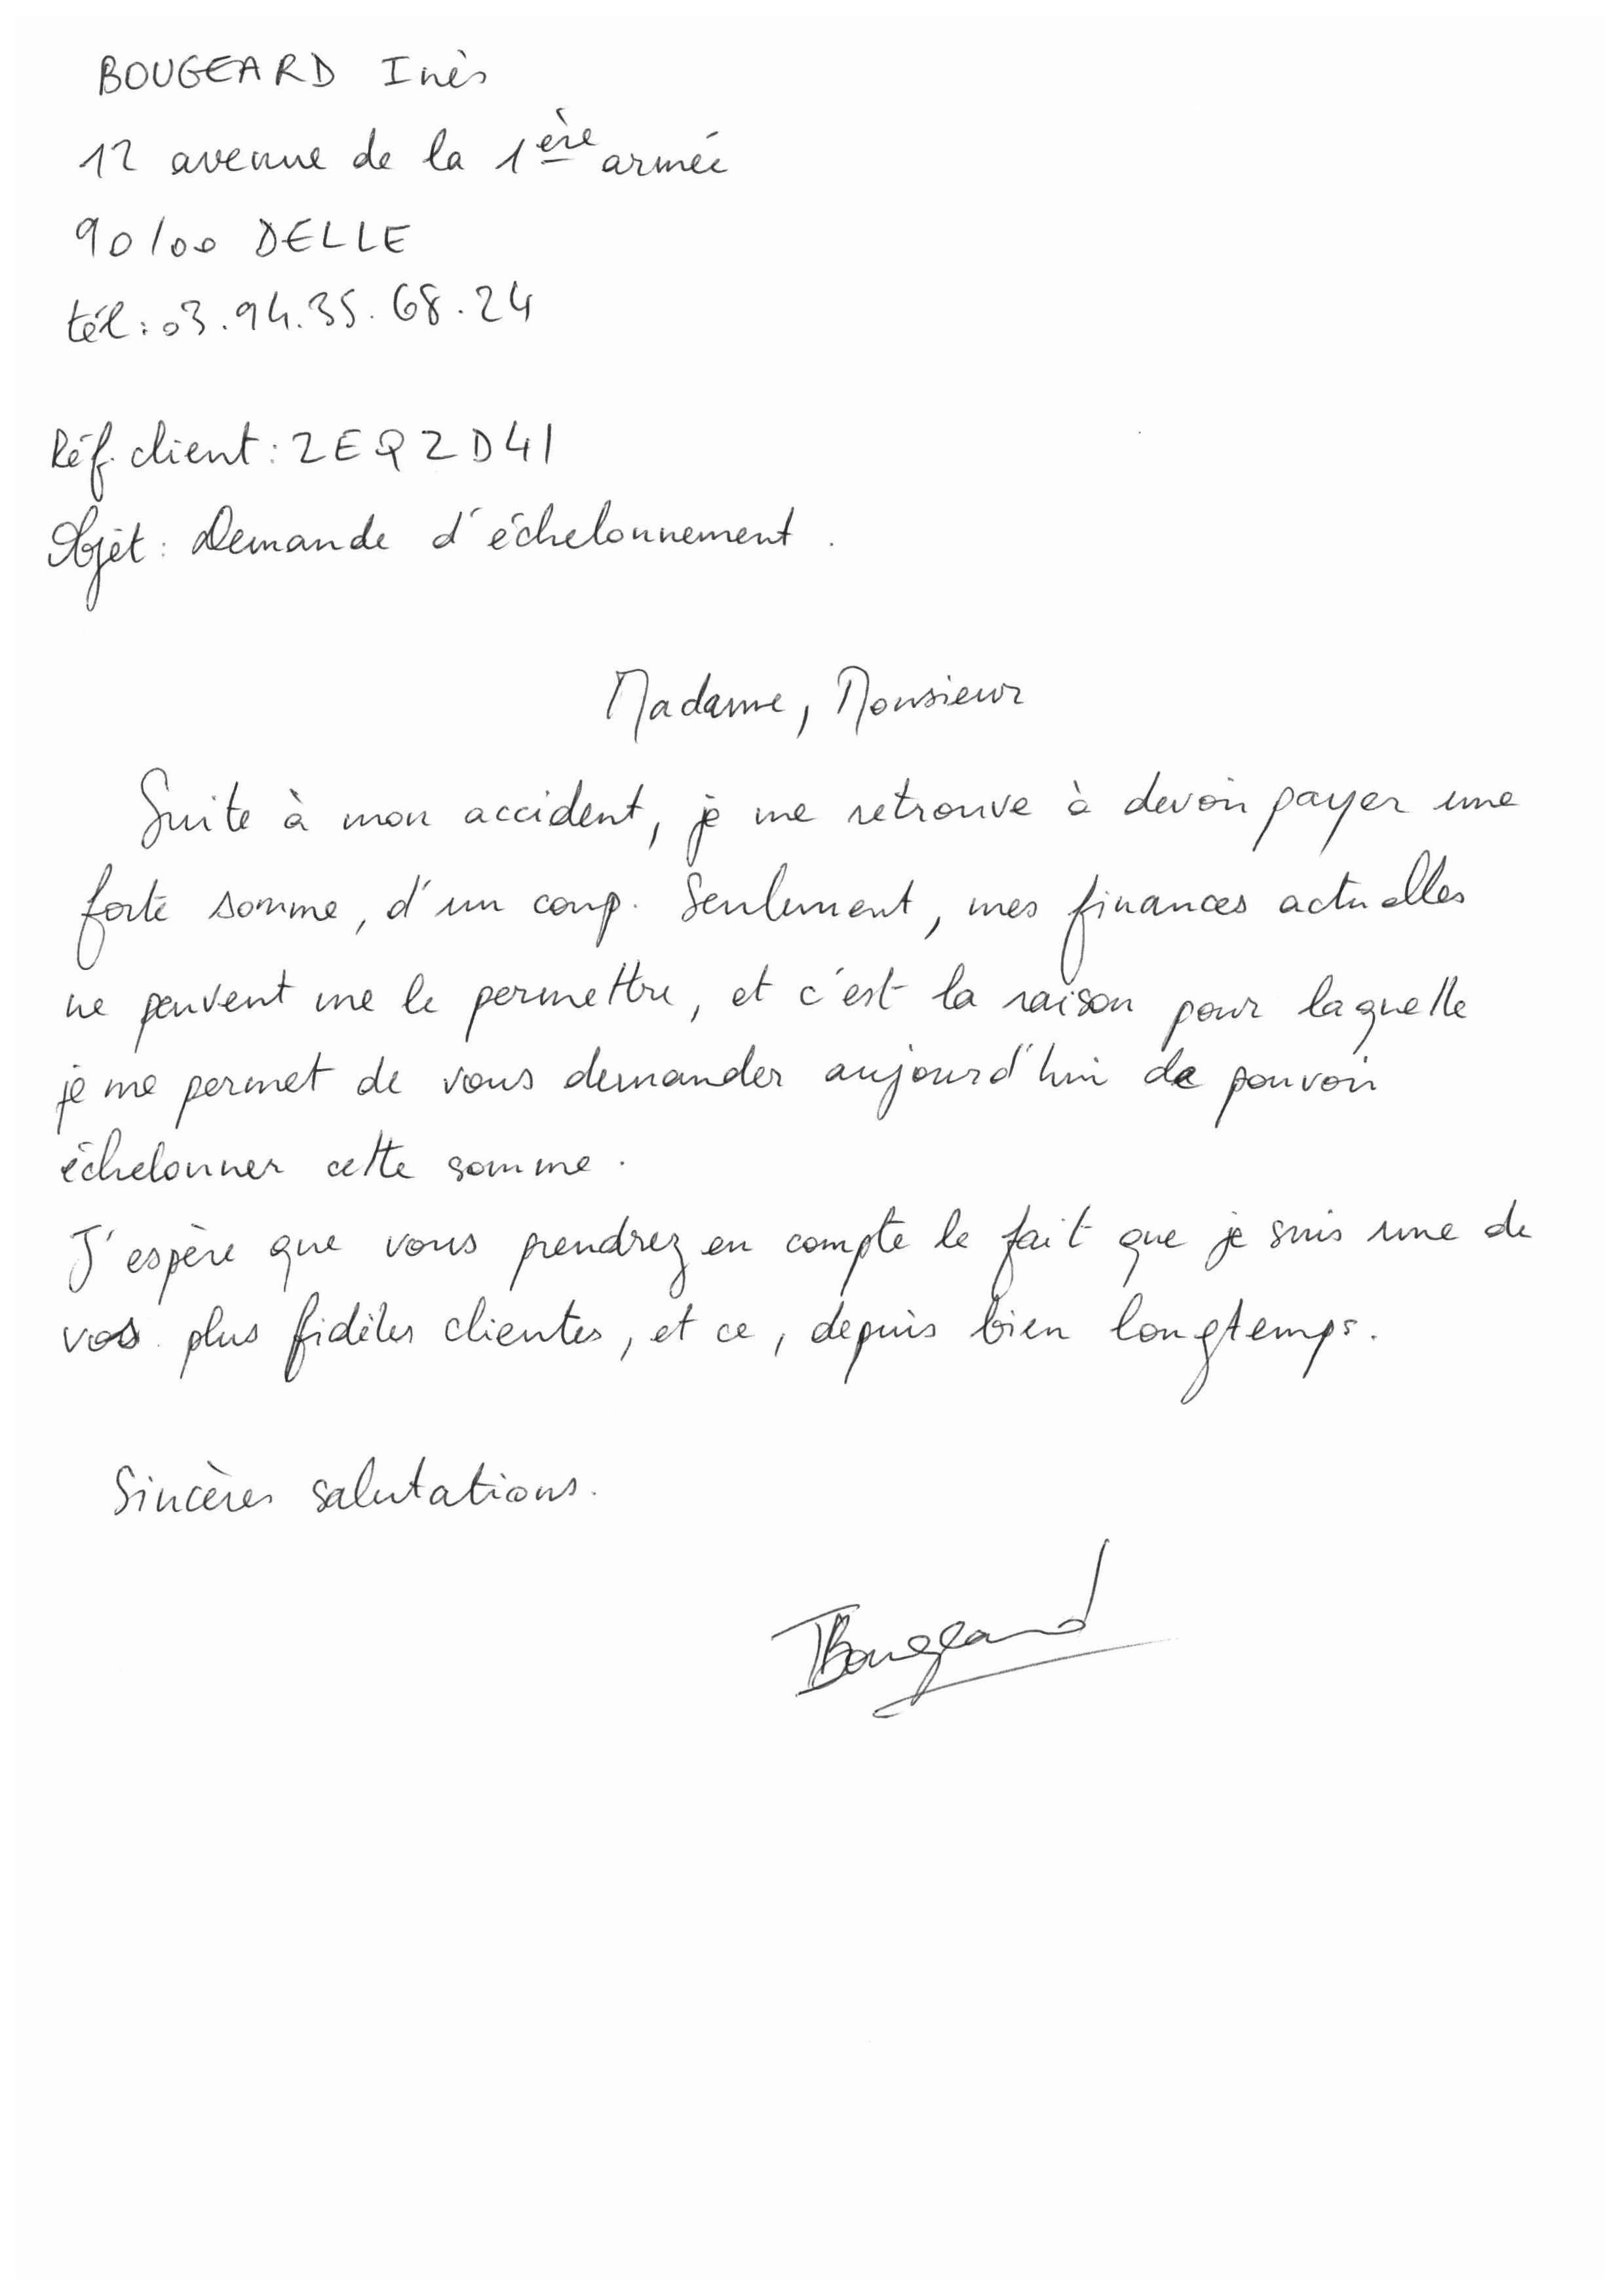 BOUGEARD Inès
12 avenue de la 1ère armée
90100 DELLE
tél : 03.94.35.68.24
Réf. client : 2EQ2D41
Objet : Demande d'échelonnement.
Madame, Monsieur
Suite à mon accident, je me retrouve à devoir payer une
forte somme, d'un coup. Seulement, mes finances actuelles
ne peuvent me le permettre, et c'est la raison pour laquelle
je me permet de vous demander aujourd'hui de pouvoir
échelonner cette somme.
J'espère que vous prendrez en compte le fait que je suis une de
vos plus fidèles clientes, et ce, depuis bien longtemps.
Sincères salutations.
IBougeard